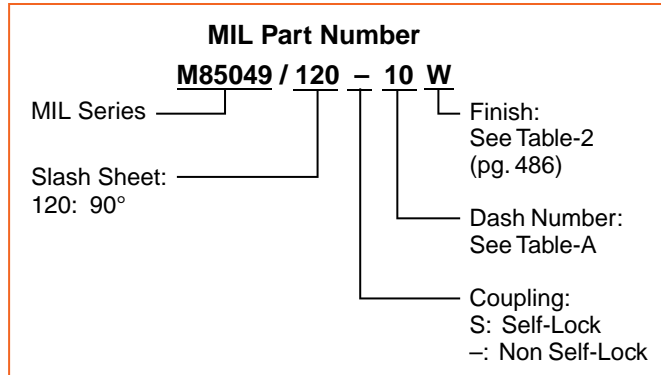 MIL Part Number
M85049 / 120 – 10 W
MIL Series
Finish:
See Table-2
(pg. 486)
Slash Sheet:
120: 90°
Dash Number:
See Table-A
Coupling:
S: Self-Lock
–: Non Self-Lock